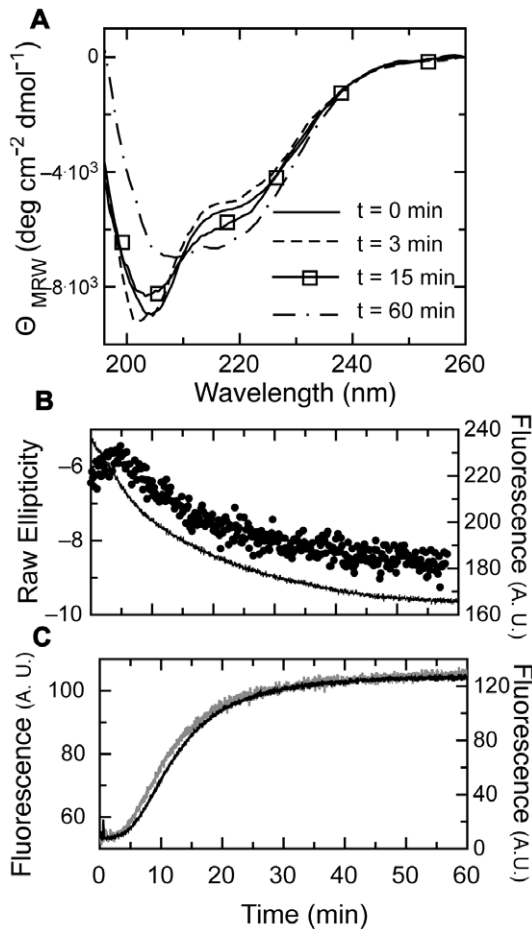 A
0
−4·10³
−8·10³
Θ MRW (deg cm⁻² dmol⁻¹)
t = 0 min
t = 3 min
t = 15 min
t = 60 min
200 220 240 260
Wavelength (nm)
B
−6
−8
−10
Raw Ellipticity
240
220
200
180
160
Fluorescence (A. U.)
C
100
80
60
Fluorescence (A. U.)
120
80
40
0
Fluorescence (A.U.)
0 10 20 30 40 50 60
Time (min)